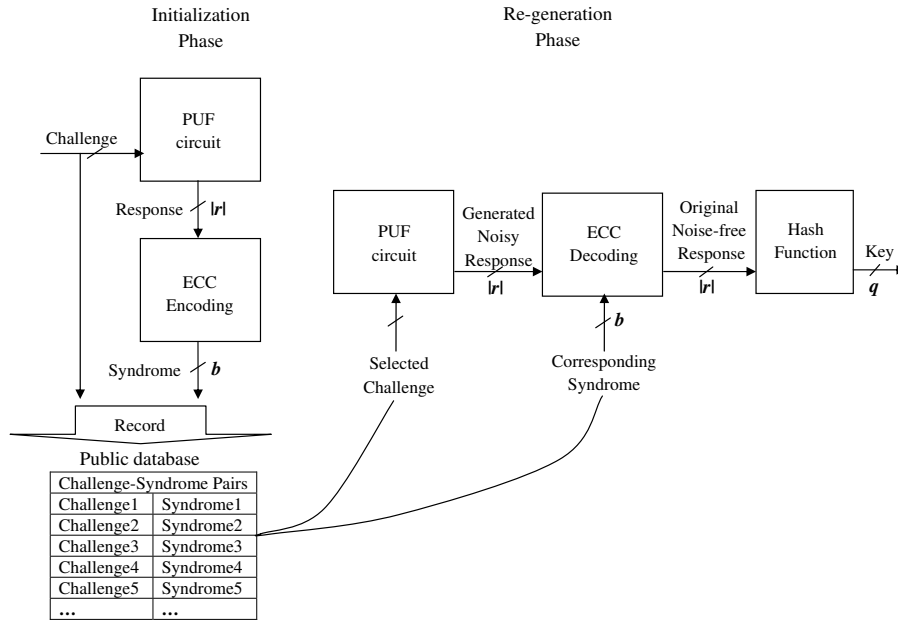 Initialization
Phase
Re-generation
Phase
Challenge
PUF
circuit
Response
|r|
ECC
Encoding
Syndrome
b
Record
Public database
Challenge-Syndrome Pairs
Challenge1 Syndrome1
Challenge2 Syndrome2
Challenge3 Syndrome3
Challenge4 Syndrome4
Challenge5 Syndrome5
... ...
PUF
circuit
Selected
Challenge
Generated
Noisy
Response
|r|
ECC
Decoding
b
Corresponding
Syndrome
Original
Noise-free
Response
|r|
Hash
Function
Key
q